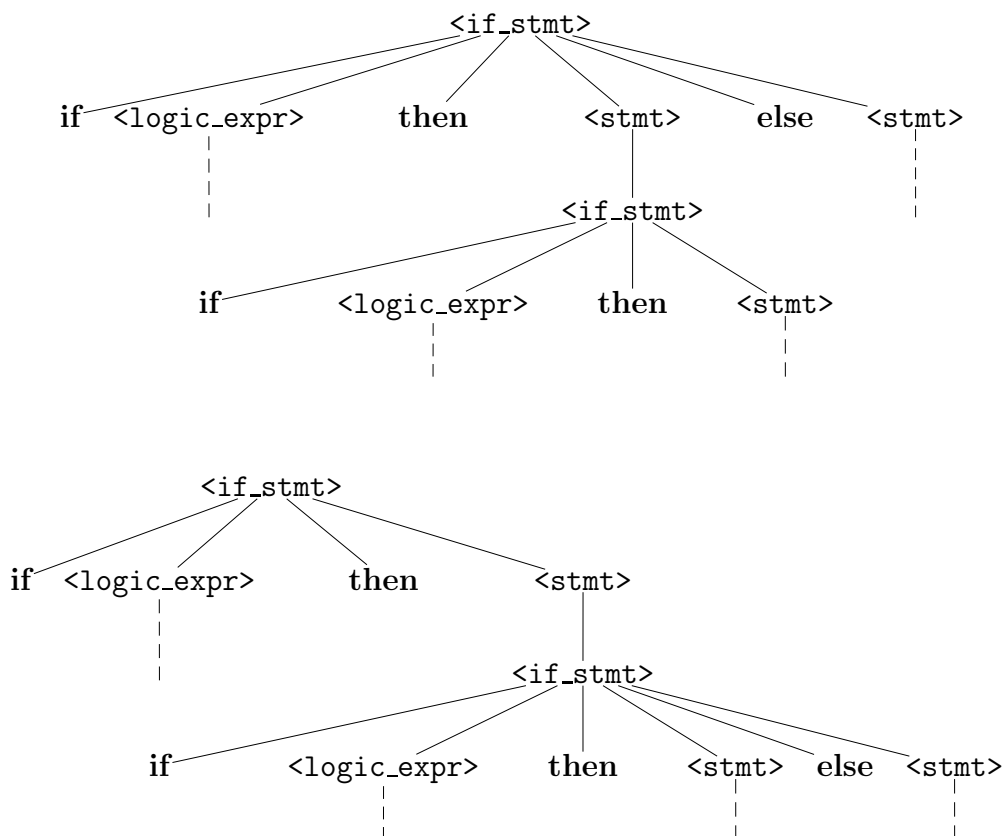 <if_stmt>
if <logic_expr> then <stmt> else <stmt>
<if_stmt>
if <logic_expr> then <stmt>
<if_stmt>
if <logic_expr> then <stmt>
<if_stmt>
if <logic_expr> then <stmt> else <stmt>